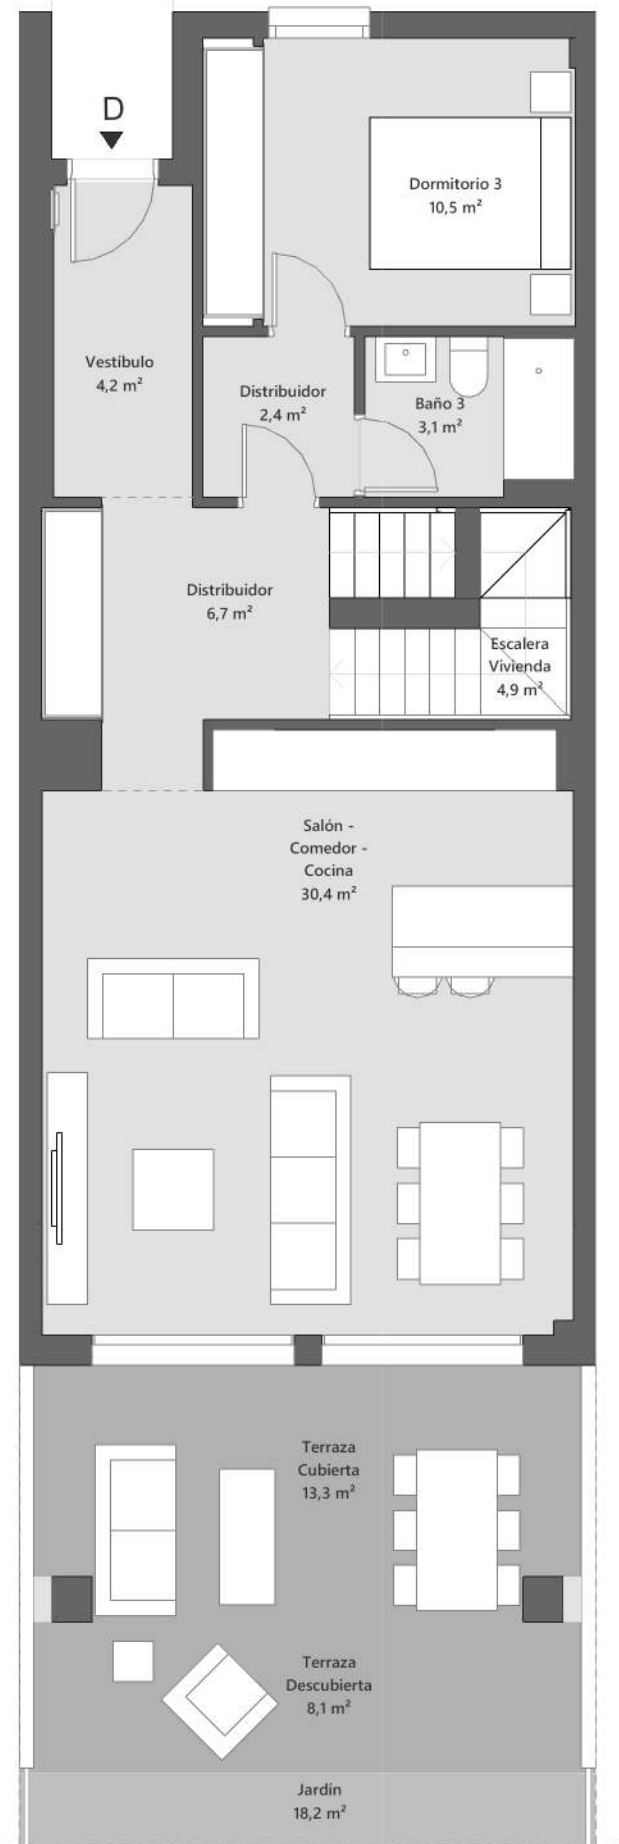 D
Dormitorio 3
10,5 m²
Vestíbulo
4,2 m²
Distribuidor
2,4 m²
Baño 3
3,1 m²
Distribuidor
6,7 m²
Escalera
Vivienda
4,9 m²
Salón -
Comedor -
Cocina
30,4 m²
Terraza
Cubierta
13,3 m²
Terraza
Descubierta
8,1 m²
Jardín
18,2 m²